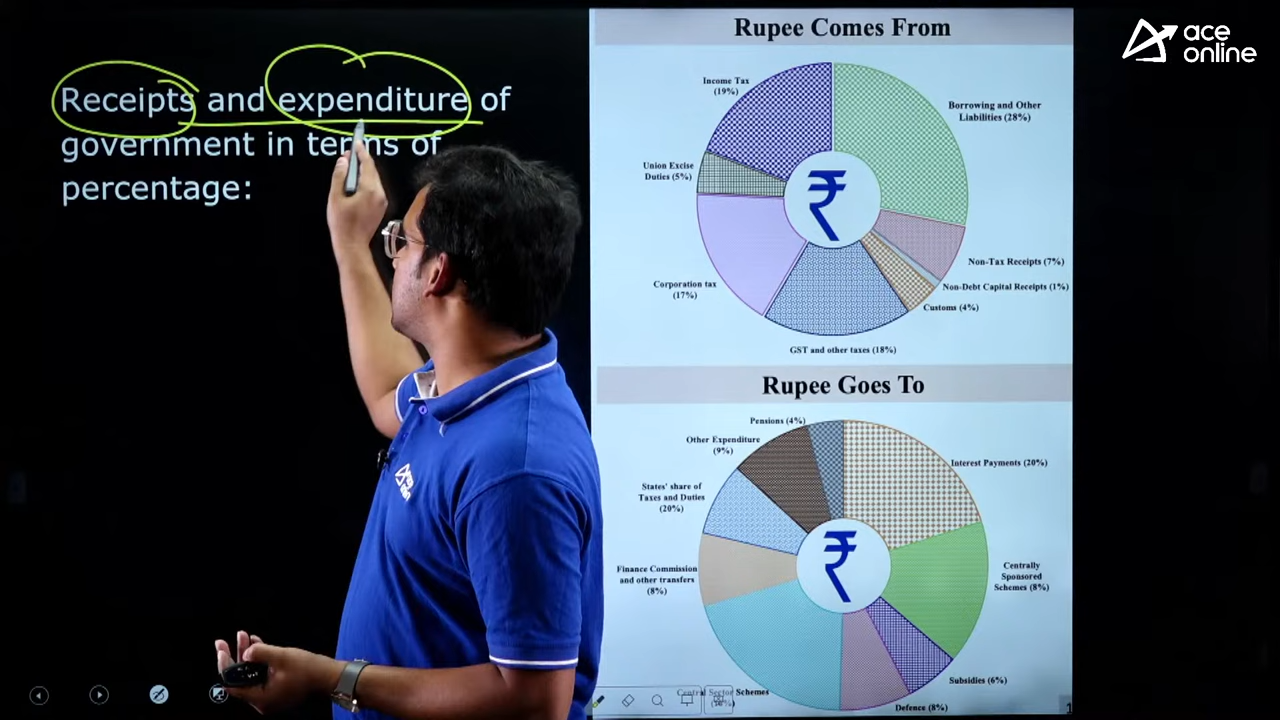 Receipts and expenditure of
government in terms of
percentage:
ace
online
Rupee Comes From
Income Tax
(19%)
Borrowing and Other
Liabilities (28%)
Union Excise
Duties (5%)
Non-Tax Receipts (7%)
Corporation tax
(17%)
Non-Debt Capital Receipts (1%)
Customs (4%)
GST and other taxes (18%)
₹
Rupee Goes To
Pensions (4%)
Other Expenditure
(9%)
Interest Payments (20%)
States' share of
Taxes and Duties
(20%)
Finance Commission
and other transfers
(8%)
Centrally
Sponsored
Schemes (8%)
₹
Subsidies (6%)
Central Sector Schemes
Defence (8%)
1